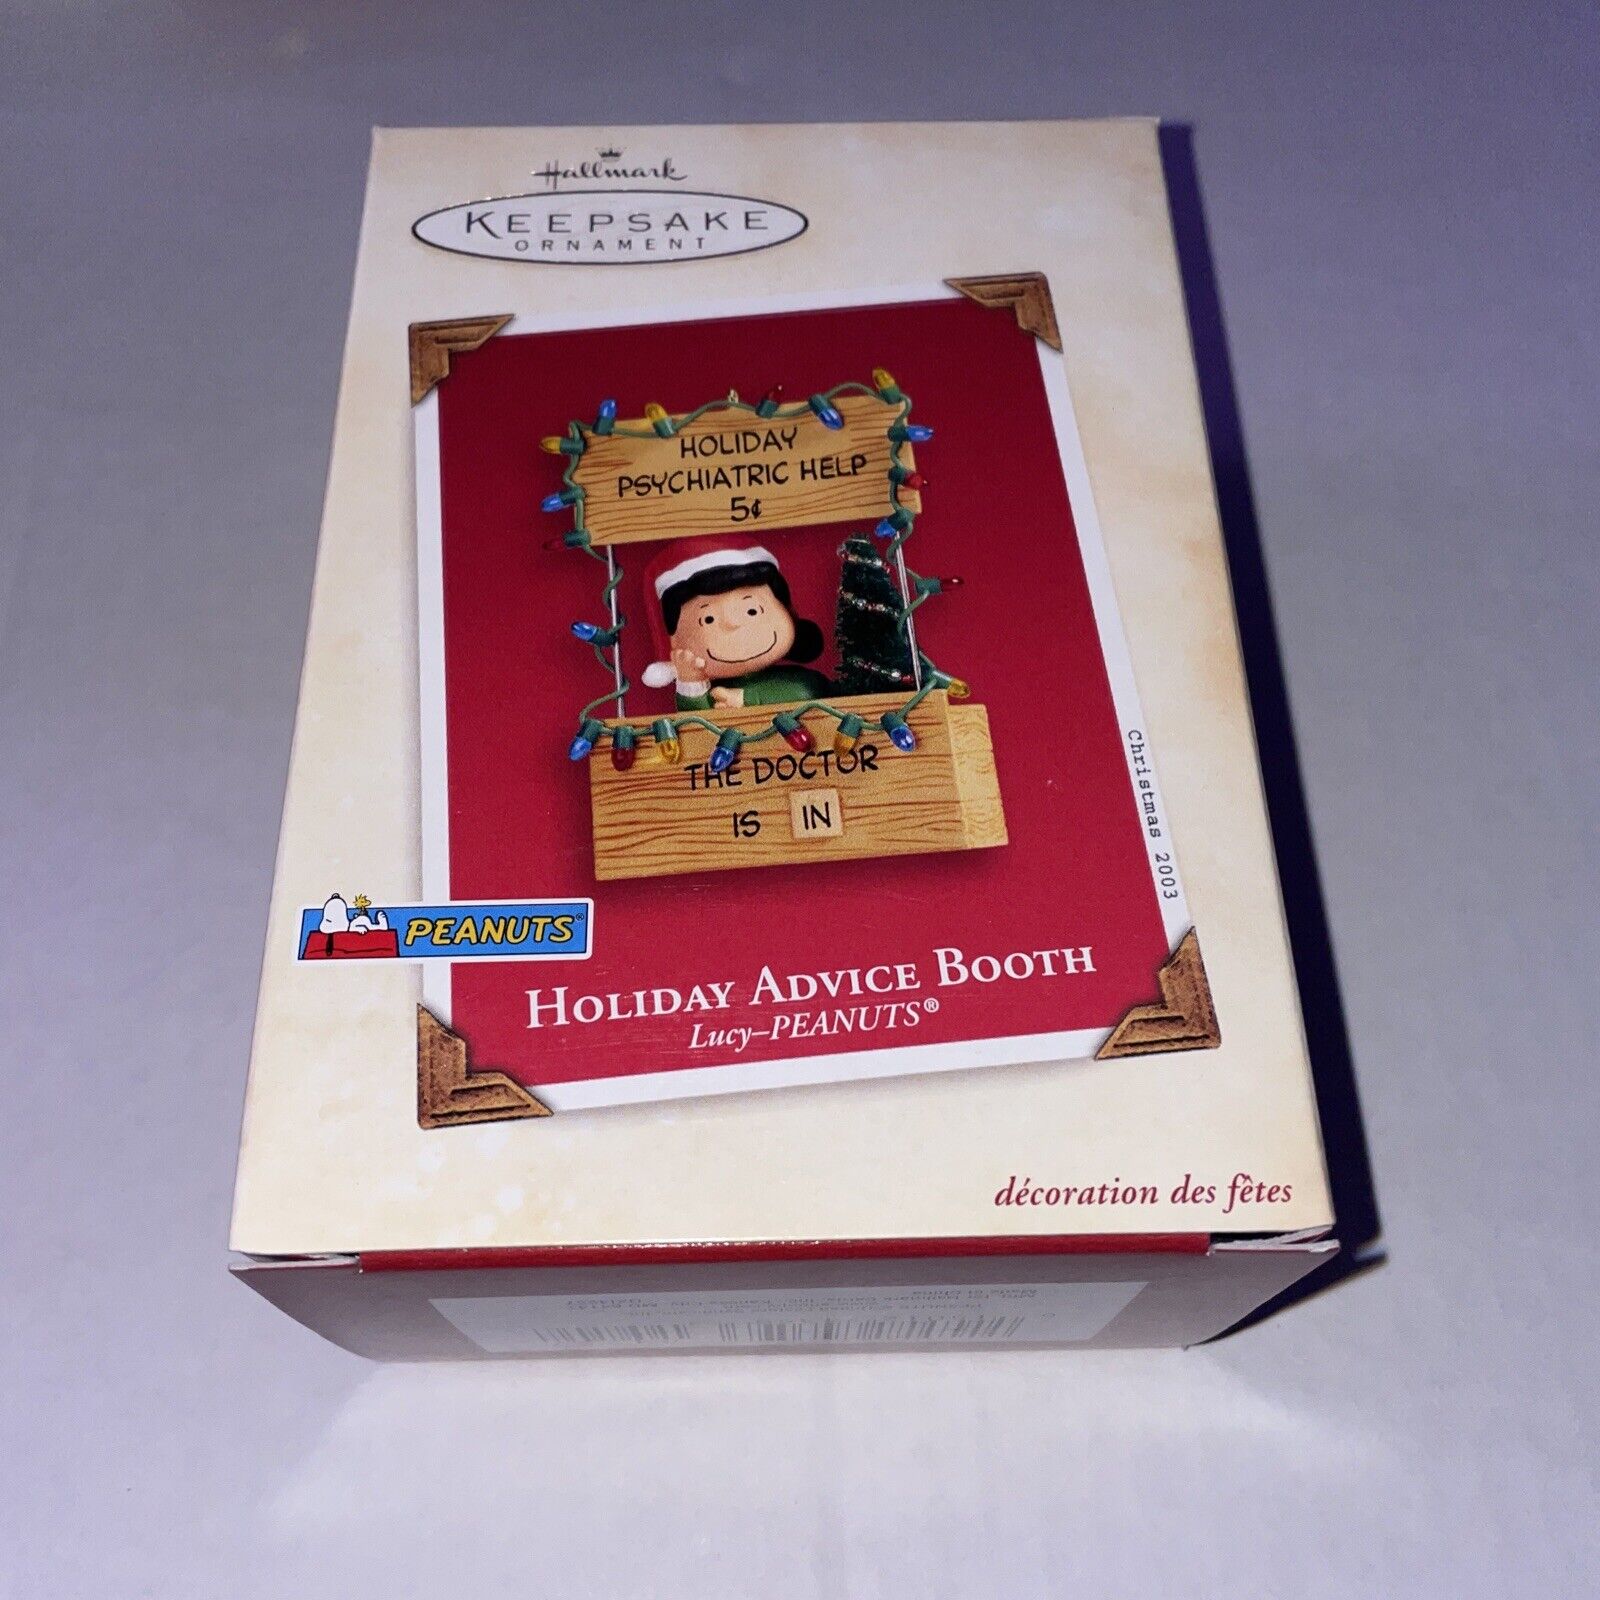 Hallmark
KEEPSAKE
ORNAMENT
HOLIDAY
PSYCHIATRIC HELP
5¢
THE DOCTOR
IS IN
Christmas 2003
PEANUTS®
HOLIDAY ADVICE BOOTH
Lucy–PEANUTS®
décoration des fêtes